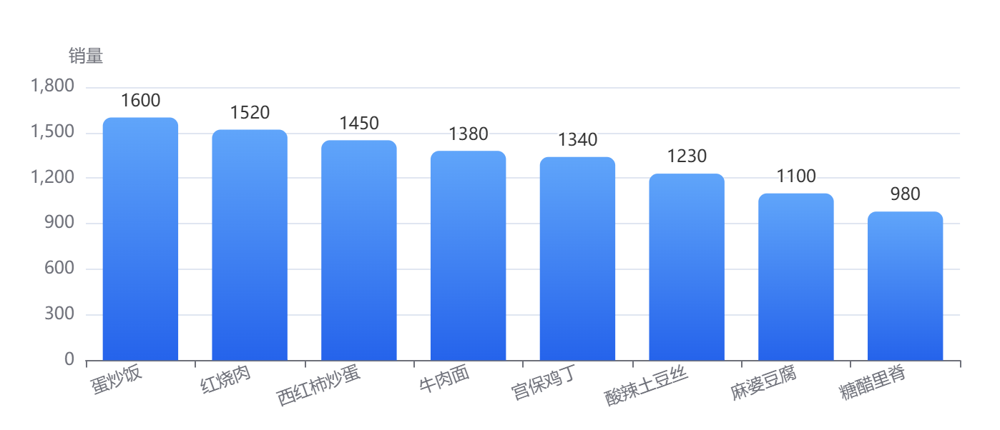 销量
1,800
1,500
1,200
900
600
300
0
1600
1520
1450
1380
1340
1230
1100
980
蛋炒饭
红烧肉
西红柿炒蛋
牛肉面
宫保鸡丁
酸辣土豆丝
麻婆豆腐
糖醋里脊